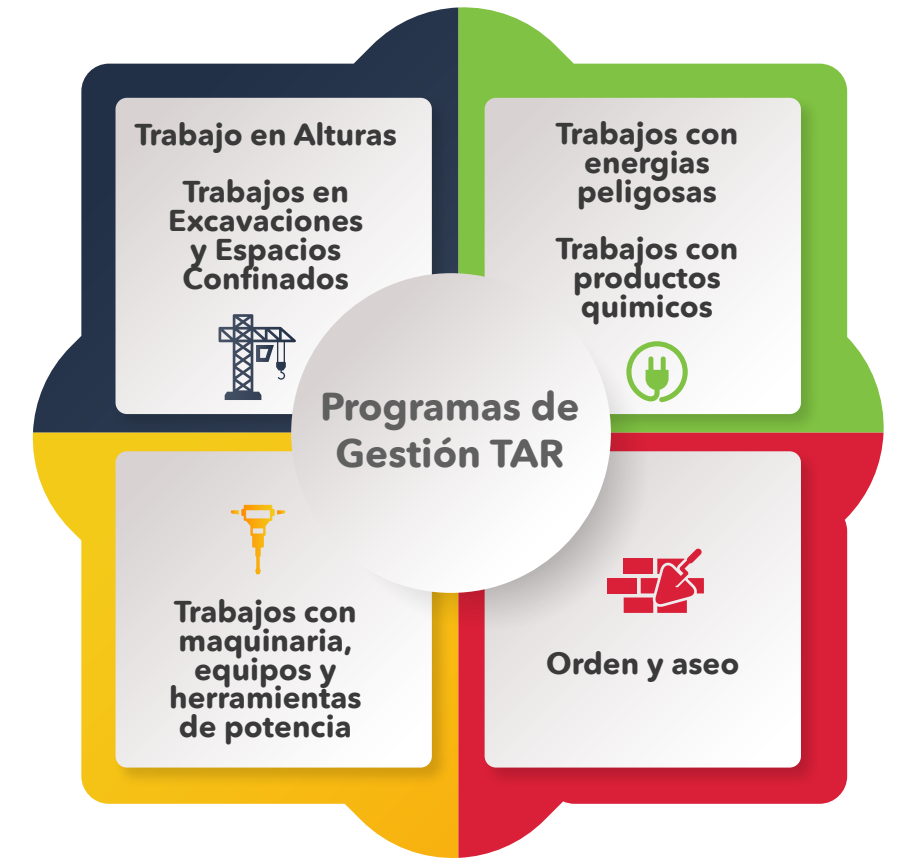 Trabajo en Alturas
Trabajos en
Excavaciones
y Espacios
Confinados
Trabajos con
energias
peligosas
Trabajos con
productos
quimicos
Programas de
Gestión TAR
Trabajos con
maquinaria,
equipos y
herramientas
de potencia
Orden y aseo